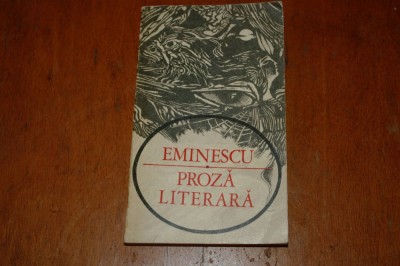 EMINESCU
PROZĂ
LITERARĂ